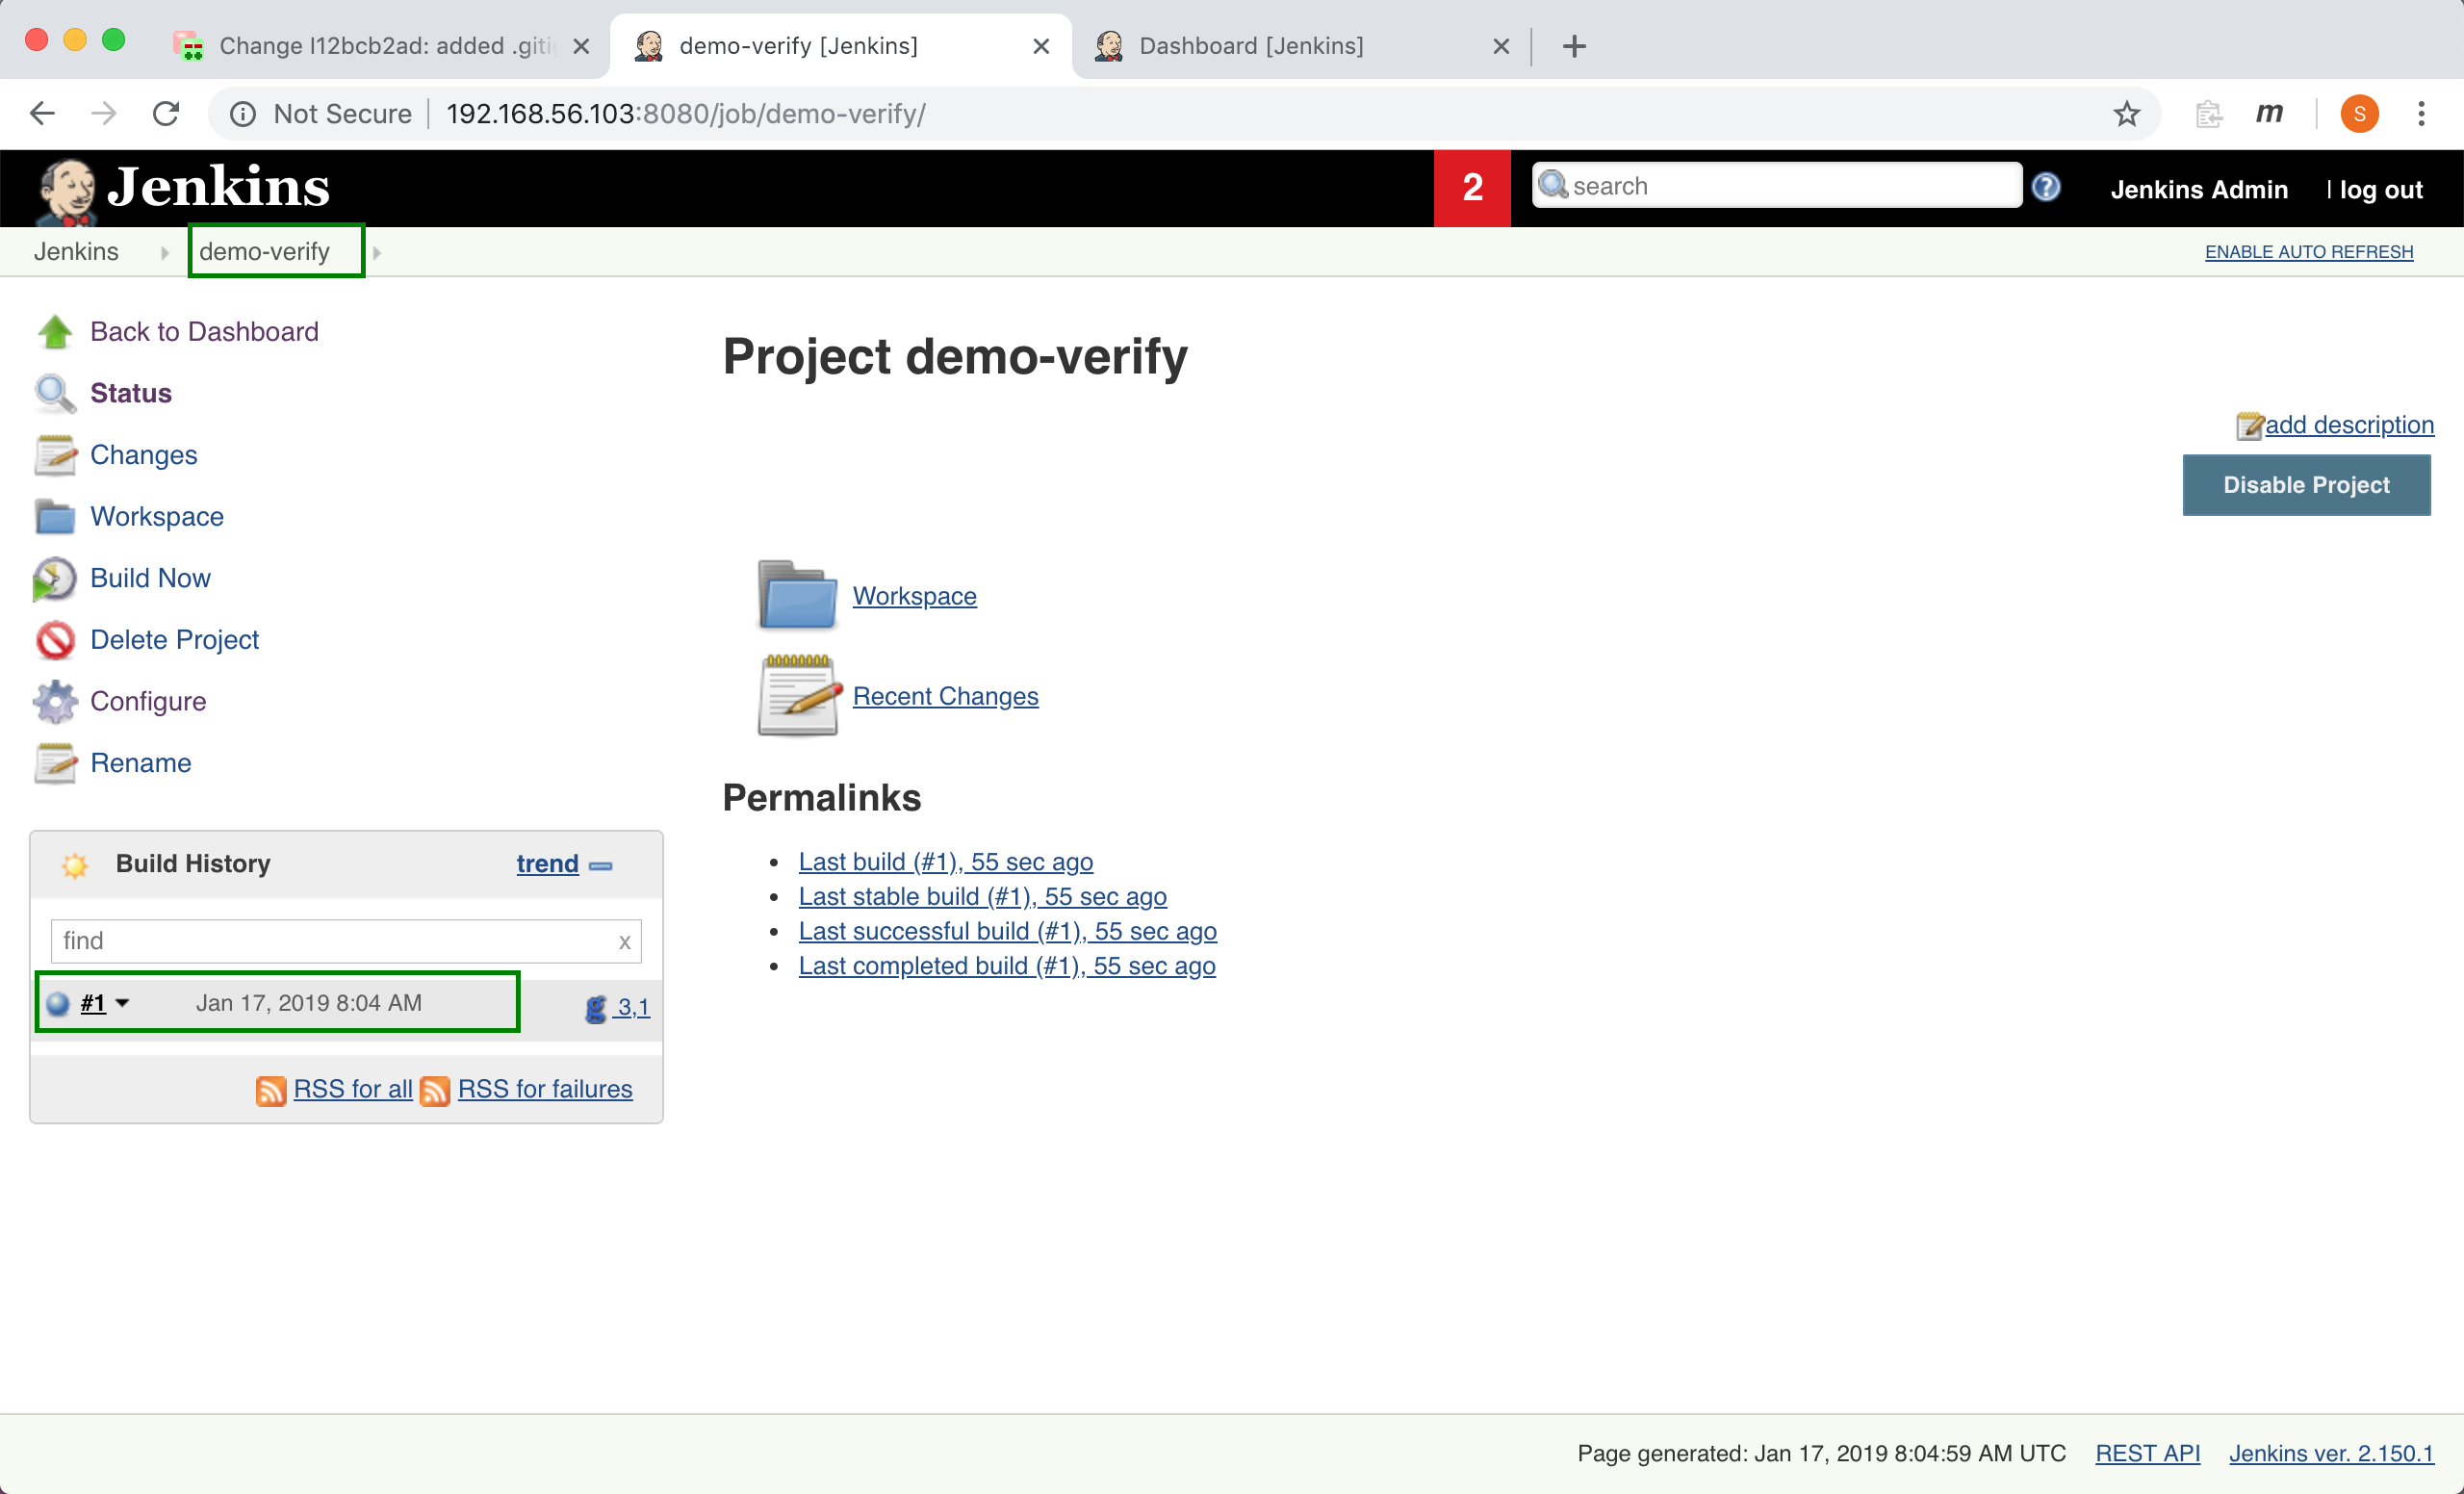 Change I12bcb2ad: added .giti
demo-verify [Jenkins]
Dashboard [Jenkins]
Not Secure
192.168.56.103:8080/job/demo-verify/
m
S
Jenkins
2
search
?
Jenkins Admin
| log out
Jenkins
demo-verify
ENABLE AUTO REFRESH
Back to Dashboard
Status
Changes
Workspace
Build Now
Delete Project
Configure
Rename
Build History
trend
find
x
#1
Jan 17, 2019 8:04 AM
g
3,1
RSS for all
RSS for failures
Project demo-verify
add description
Disable Project
Workspace
Recent Changes
Permalinks
Last build (#1), 55 sec ago
Last stable build (#1), 55 sec ago
Last successful build (#1), 55 sec ago
Last completed build (#1), 55 sec ago
Page generated: Jan 17, 2019 8:04:59 AM UTC
REST API
Jenkins ver. 2.150.1